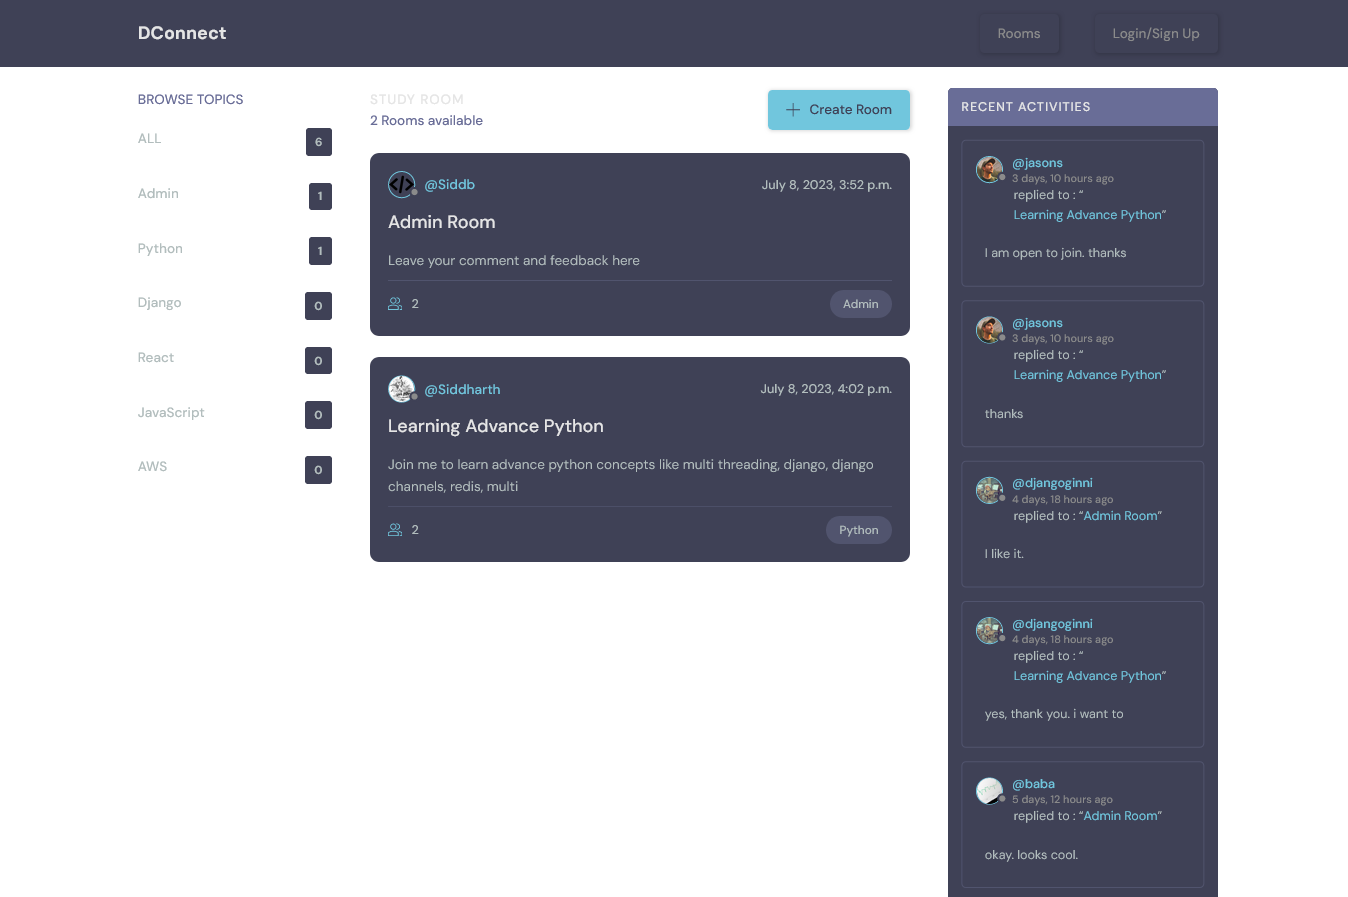 DConnect
Rooms
Login/Sign Up
BROWSE TOPICS
ALL
6
Admin
1
Python
1
Django
0
React
0
JavaScript
0
AWS
0
STUDY ROOM
2 Rooms available
Create Room
@Siddb
July 8, 2023, 3:52 p.m.
Admin Room
Leave your comment and feedback here
2
Admin
@Siddharth
July 8, 2023, 4:02 p.m.
Learning Advance Python
Join me to learn advance python concepts like multi threading, django, django
channels, redis, multi
2
Python
RECENT ACTIVITIES
@jasons
3 days, 10 hours ago
replied to : “
Learning Advance Python”
I am open to join. thanks
@jasons
3 days, 10 hours ago
replied to : “
Learning Advance Python”
thanks
@djangoginni
4 days, 18 hours ago
replied to : “Admin Room”
I like it.
@djangoginni
4 days, 18 hours ago
replied to : “
Learning Advance Python”
yes, thank you. i want to
@baba
5 days, 12 hours ago
replied to : “Admin Room”
okay. looks cool.